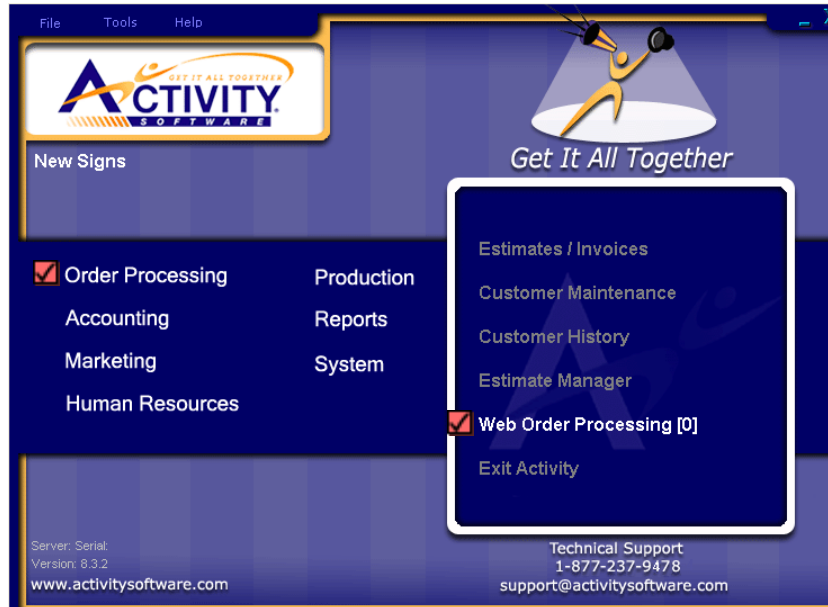 File Tools Help
GET IT ALL TOGETHER
ACTIVITY.
SOFTWARE
New Signs
Get It All Together
Order Processing
Accounting
Marketing
Human Resources
Production
Reports
System
Estimates / Invoices
Customer Maintenance
Customer History
Estimate Manager
Web Order Processing [0]
Exit Activity
Server: Serial:
Version: 8.3.2
www.activitysoftware.com
Technical Support
1-877-237-9478
support@activitysoftware.com